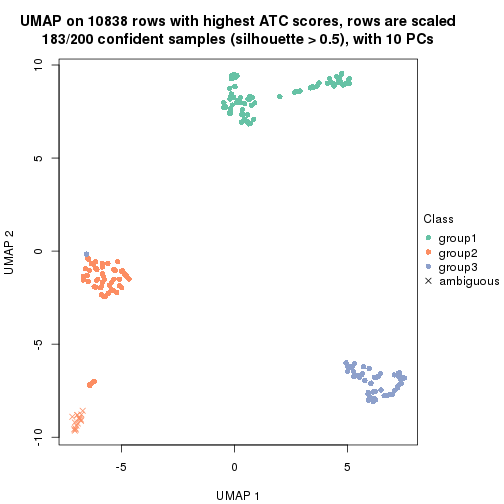 UMAP on 10838 rows with highest ATC scores, rows are scaled
183/200 confident samples (silhouette > 0.5), with 10 PCs
10
5
0
-5
-10
UMAP 2
-5
0
5
UMAP 1
Class
group1
group2
group3
ambiguous